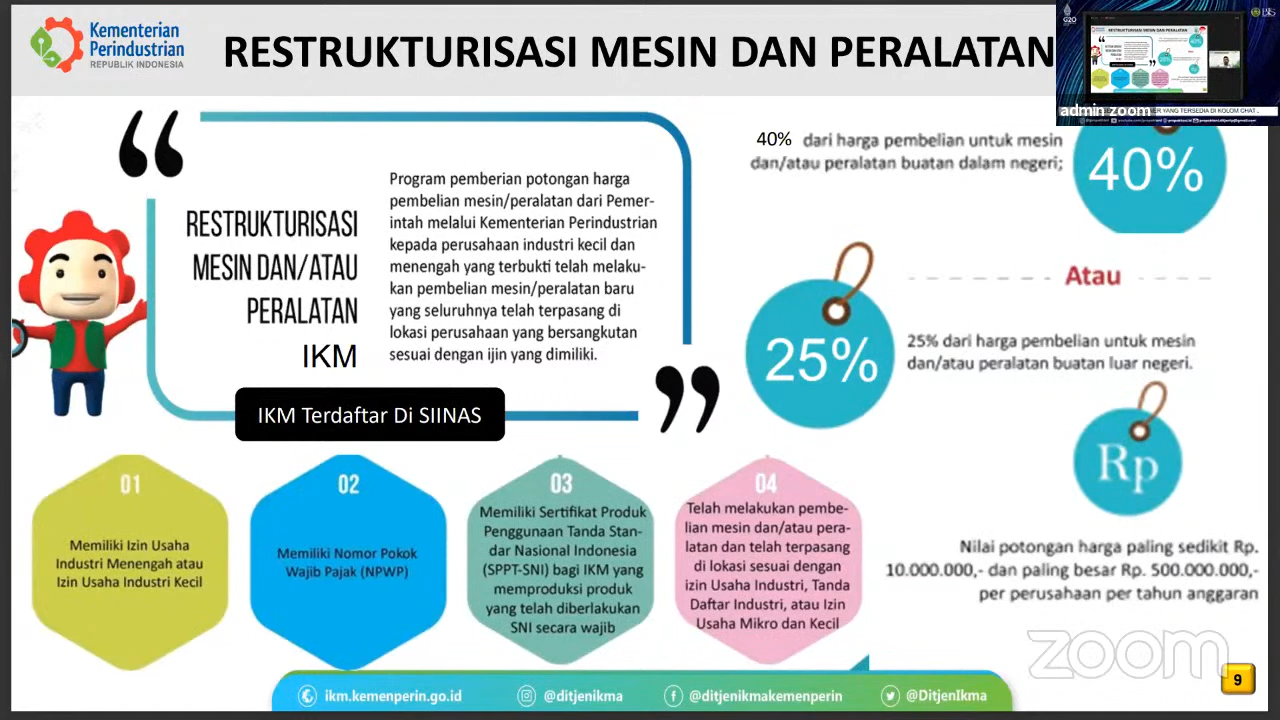 Kementerian
Perindustrian
REPUBLIK INDONESIA
RESTRUKTURISASI MESIN DAN PERALATAN
admin zoom
YANG TERSEDIA DI KOLOM CHAT
RESTRUKTURISASI
MESIN DAN/ATAU
PERALATAN
IKM
Program pemberian potongan harga
pembelian mesin/peralatan dari Pemer-
intah melalui Kementerian Perindustrian
kepada perusahaan industri kecil dan
menengah yang terbukti telah melaku-
kan pembelian mesin/peralatan baru
yang seluruhnya telah terpasang di
lokasi perusahaan yang bersangkutan
sesuai dengan ijin yang dimiliki.
IKM Terdaftar Di SIINAS
40% dari harga pembelian untuk mesin
dan/atau peralatan buatan dalam negeri;
40%
Atau
25%
25% dari harga pembelian untuk mesin
dan/atau peralatan buatan luar negeri.
Rp
Nilai potongan harga paling sedikit Rp.
10.000.000,- dan paling besar Rp. 500.000.000,-
per perusahaan per tahun anggaran
01
Memiliki Izin Usaha
Industri Menengah atau
Izin Usaha Industri Kecil
02
Memiliki Nomor Pokok
Wajib Pajak (NPWP)
03
Memiliki Sertifikat Produk
Penggunaan Tanda Stan-
dar Nasional Indonesia
(SPPT-SNI) bagi IKM yang
memproduksi produk
yang telah diberlakukan
SNI secara wajib
04
Telah melakukan pembe-
lian mesin dan/atau pera-
latan dan telah terpasang
di lokasi sesuai dengan
izin Usaha Industri, Tanda
Daftar Industri, atau Izin
Usaha Mikro dan Kecil
zoom
ikm.kemenperin.go.id
@ditjenikma
@ditjenikmakemenperin
@DitjenIkma
9